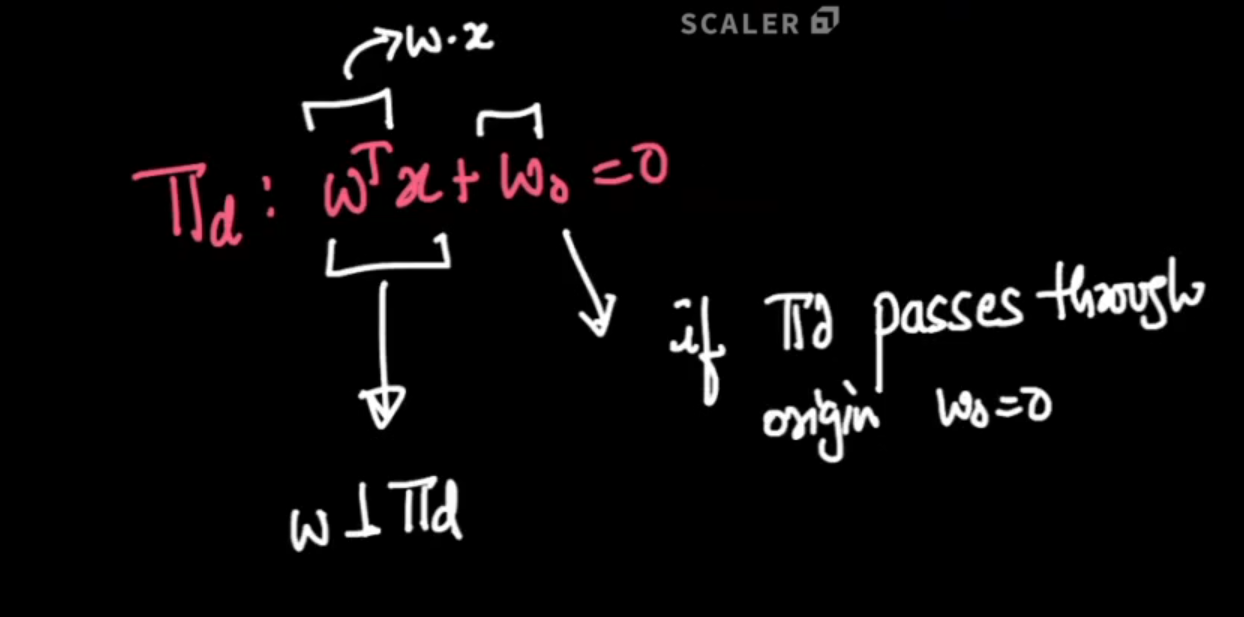 SCALER
w·x
πd: wᵀx + w₀ = 0
if πd passes through
origin w₀=0
w ⊥ πd